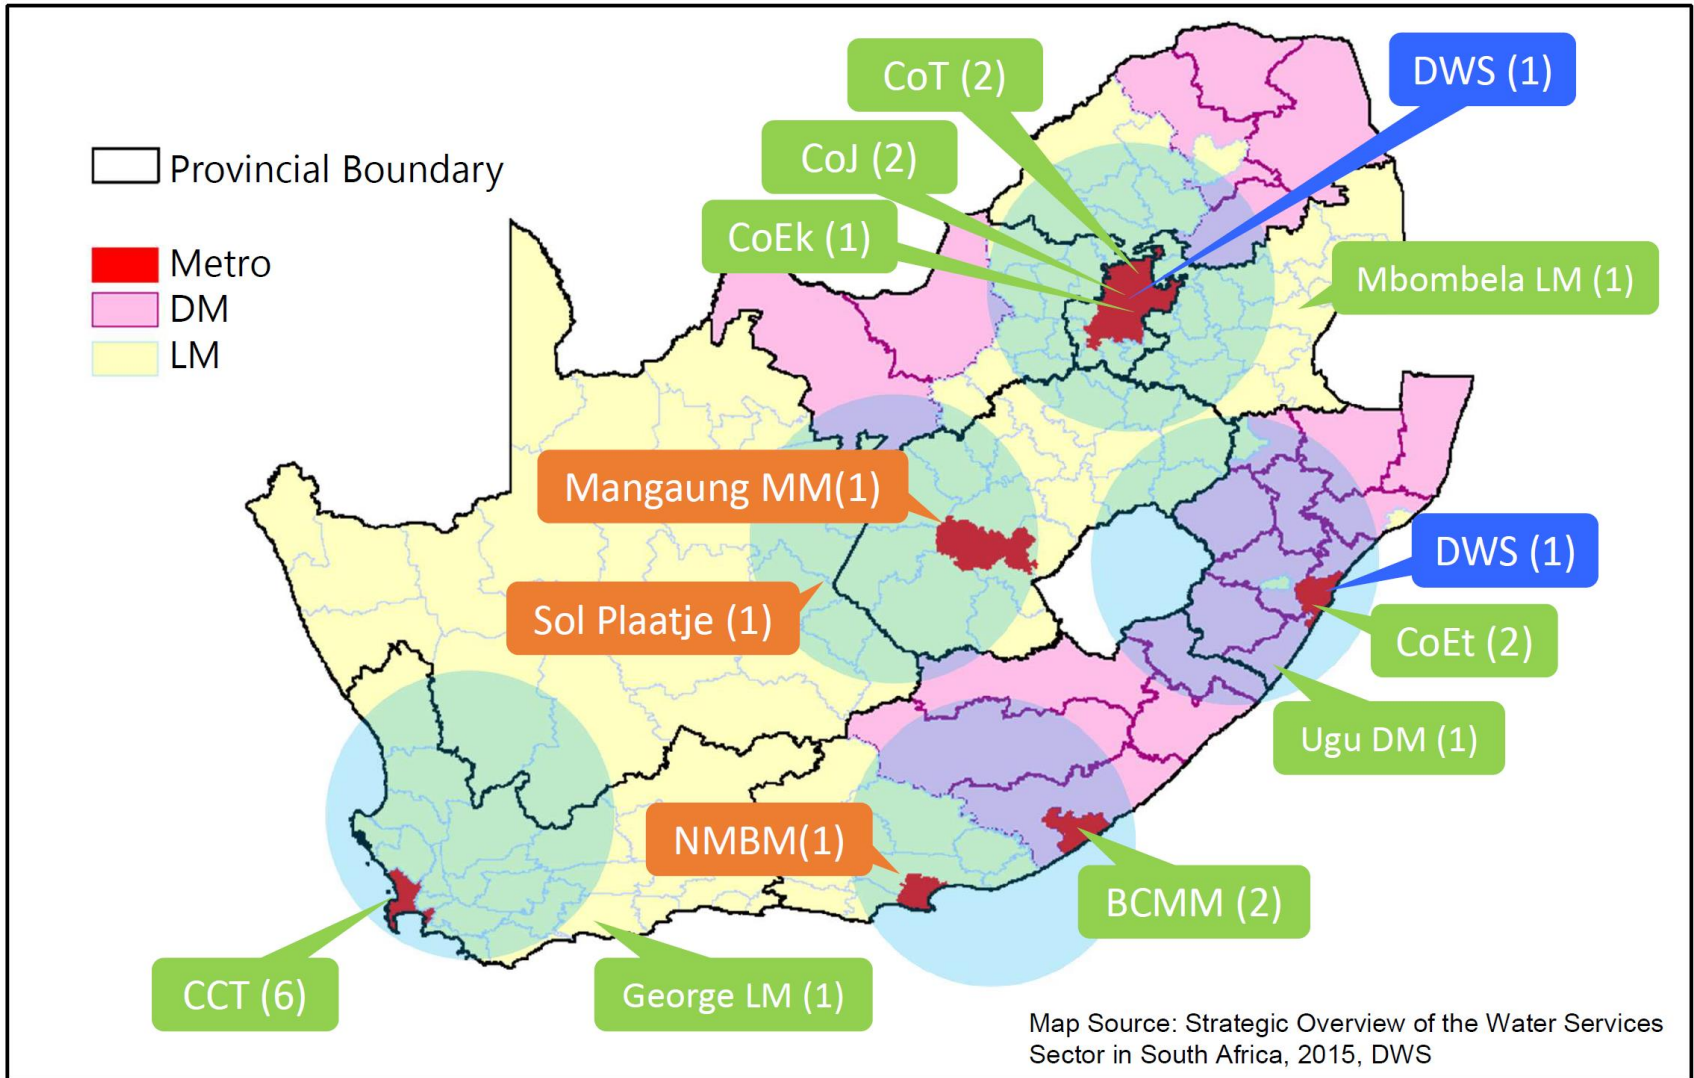 CoT (2)
DWS (1)
CoJ (2)
Provincial Boundary
CoEk (1)
Metro
Mbombela LM (1)
DM
LM
Mangaung MM(1)
DWS (1)
Sol Plaatje (1)
CoEt (2)
Ugu DM (1)
NMBM(1)
BCMM (2)
CCT (6)
George LM (1)
Map Source: Strategic Overview of the Water Services
Sector in South Africa, 2015, DWS